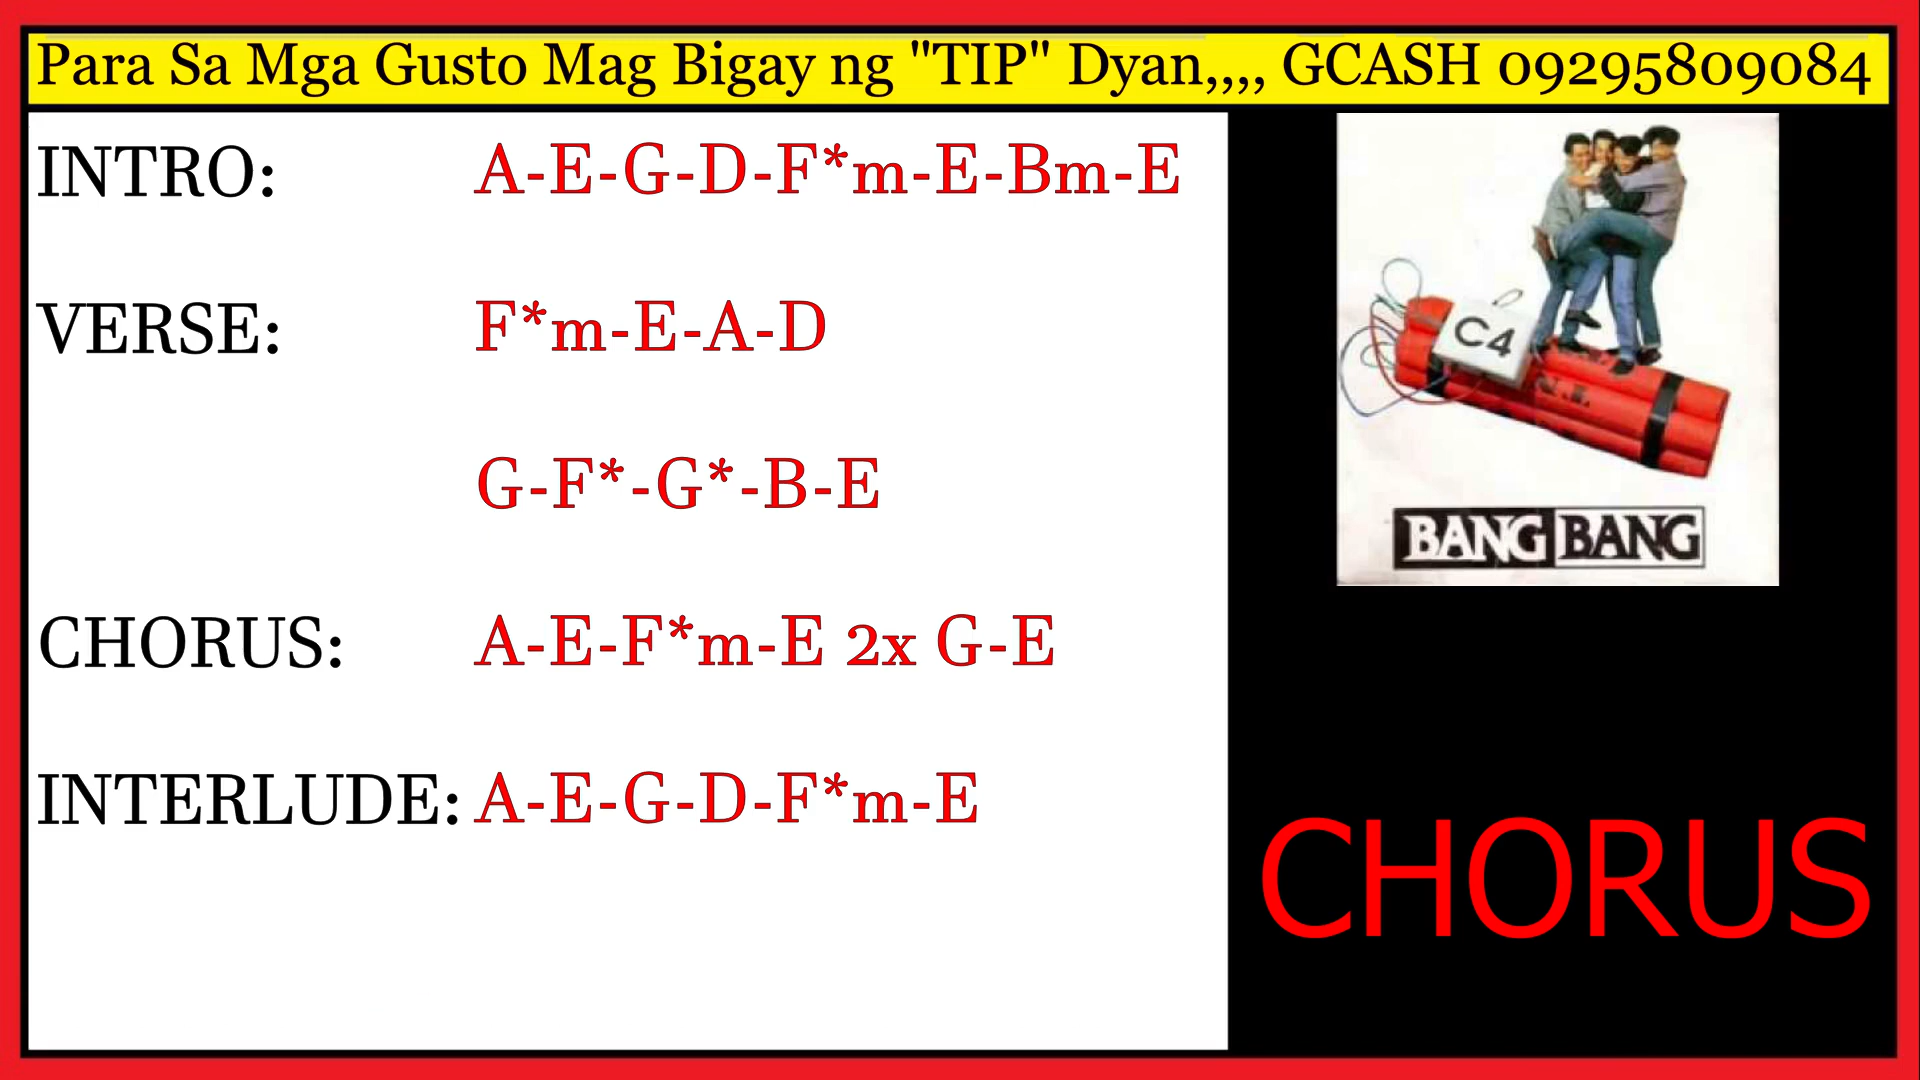 Para Sa Mga Gusto Mag Bigay ng "TIP" Dyan,,,, GCASH 09295809084
INTRO: A-E-G-D-F*m-E-Bm-E
VERSE: F*m-E-A-D
G-F*-G*-B-E
CHORUS: A-E-F*m-E 2x G-E
INTERLUDE: A-E-G-D-F*m-E
C4
BANG BANG
CHORUS